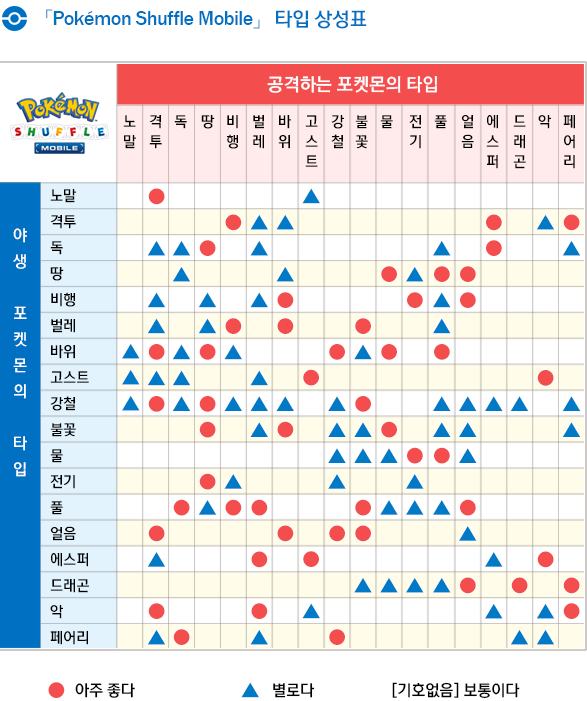 「Pokémon Shuffle Mobile」 타입 상성표
공격하는 포켓몬의 타입
Pokémon
SHUFFLE
MOBILE
노말 격투 독 땅 비행 벌레 바위 고스트 강철 불꽃 물 전기 풀 얼음 에스퍼 드래곤 악 페어리
야생 포켓몬의 타입
노말
격투
독
땅
비행
벌레
바위
고스트
강철
불꽃
물
전기
풀
얼음
에스퍼
드래곤
악
페어리
아주 좋다 별로다 [기호없음] 보통이다